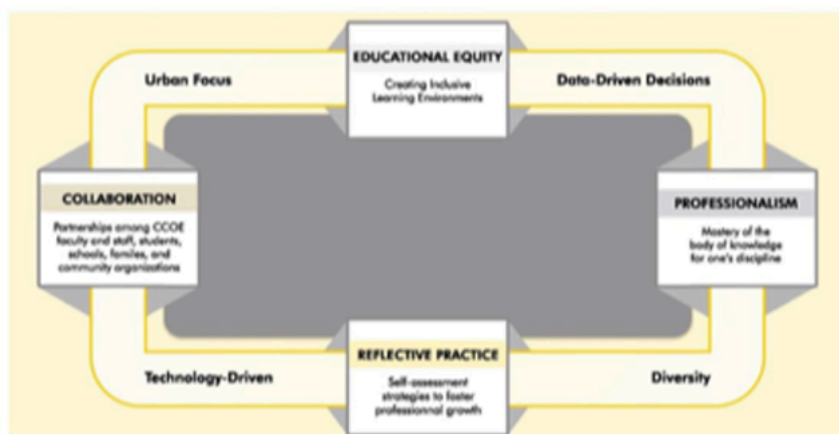 EDUCATIONAL EQUITY
Creating Inclusive
Learning Environments
Urban Focus
Data-Driven Decisions
COLLABORATION
Partnerships among CCOE
faculty and staff, students,
schools, familes, and
community organizations
PROFESSIONALISM
Mastery of the
body of knowledge
for one's discipline
REFLECTIVE PRACTICE
Self-assessment
strategies to foster
professionnal growth
Technology-Driven
Diversity